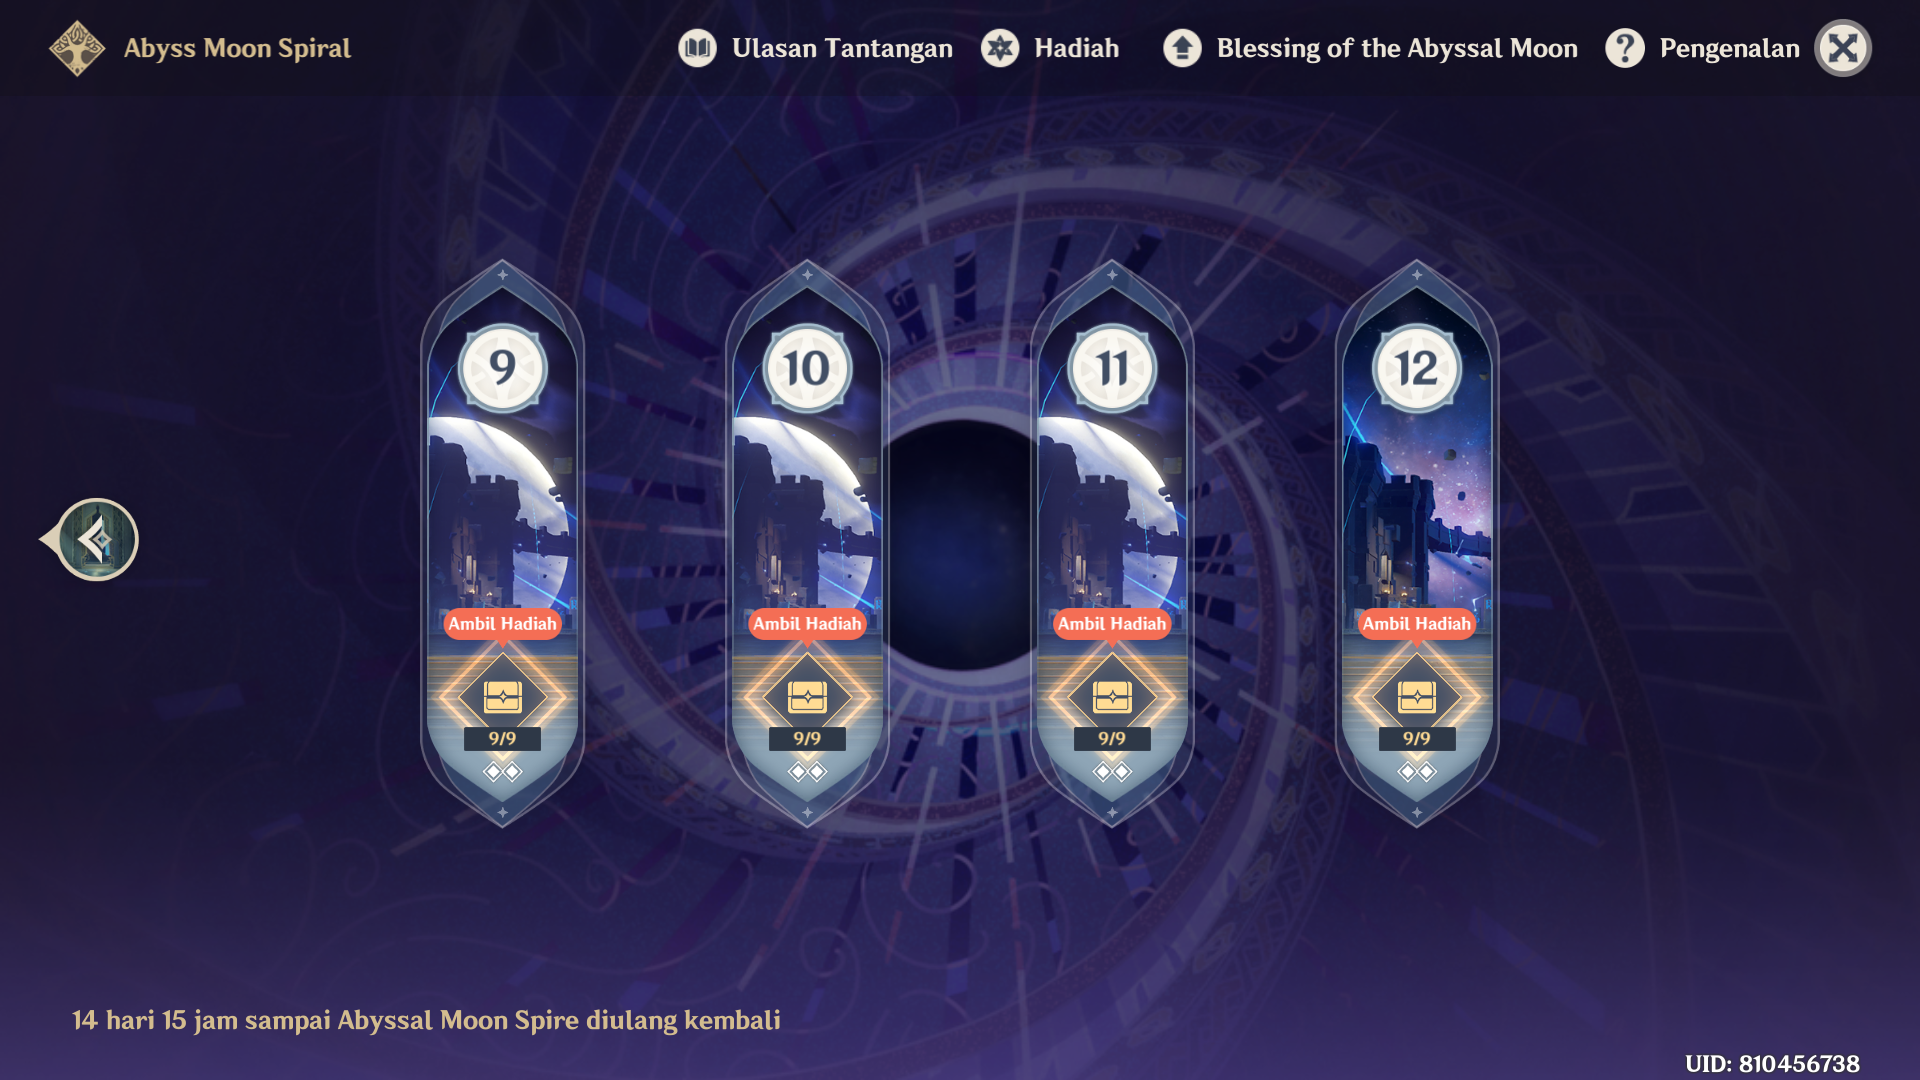 Abyss Moon Spiral
Ulasan Tantangan
Hadiah
Blessing of the Abyssal Moon
? Pengenalan
9
10
11
12
Ambil Hadiah
Ambil Hadiah
Ambil Hadiah
Ambil Hadiah
9/9
9/9
9/9
9/9
14 hari 15 jam sampai Abyssal Moon Spire diulang kembali
UID: 810456738